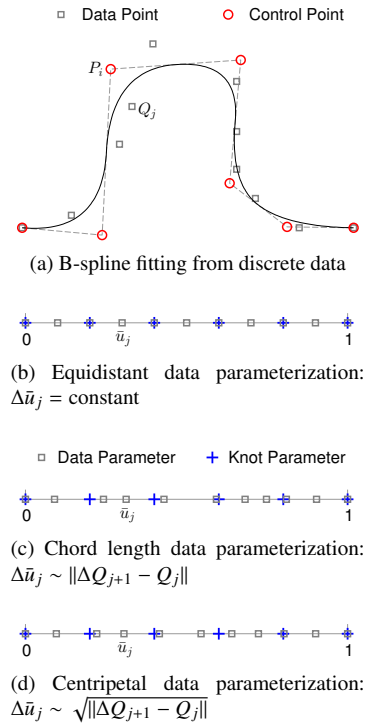 Data Point Control Point
P_i
Q_j
(a) B-spline fitting from discrete data
ū_j
0 1
(b) Equidistant data parameterization:
Δū_j = constant
Data Parameter Knot Parameter
ū_j
0 1
(c) Chord length data parameterization:
Δū_j ∼ ||ΔQ_{j+1} − Q_j||
ū_j
0 1
(d) Centripetal data parameterization:
Δū_j ∼ √||ΔQ_{j+1} − Q_j||